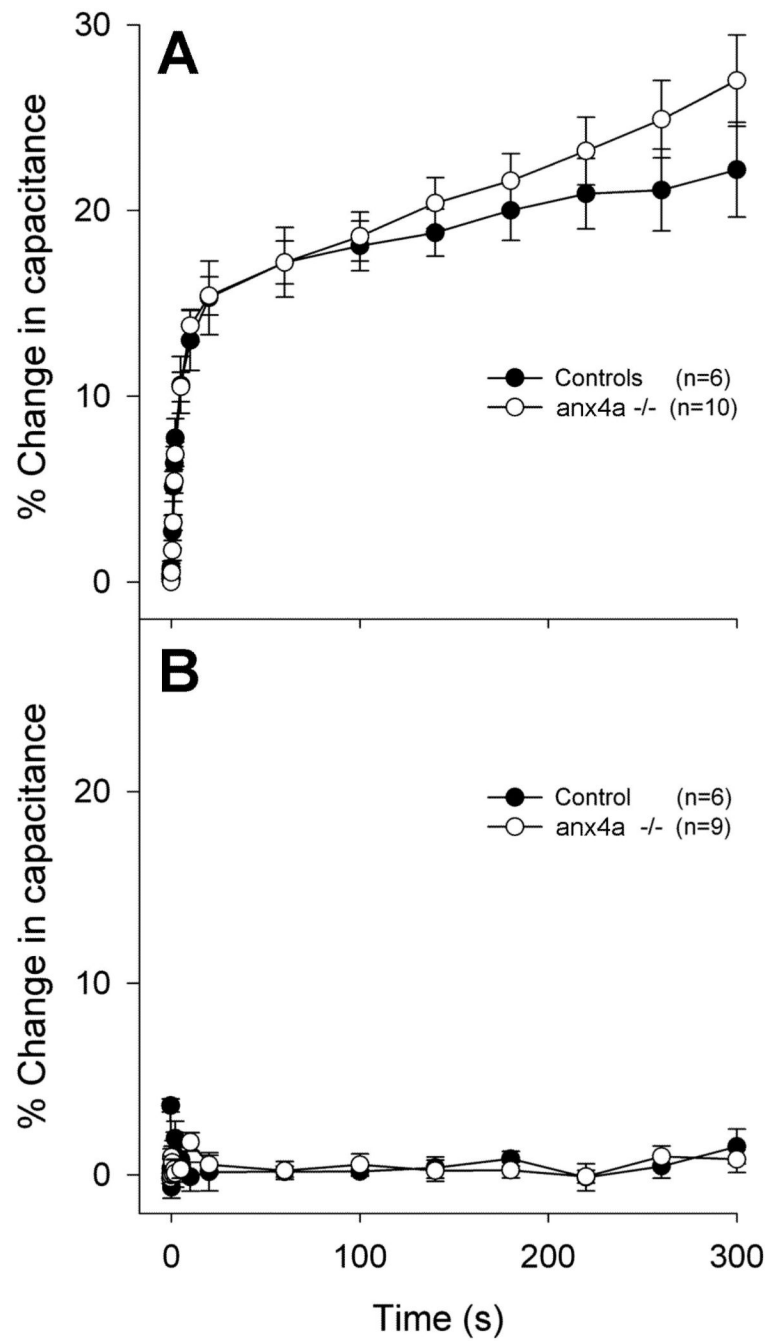 A
30
20
10
0
% Change in capacitance
Controls (n=6)
anx4a -/- (n=10)
B
20
10
0
% Change in capacitance
Control (n=6)
anx4a -/- (n=9)
0 100 200 300
Time (s)